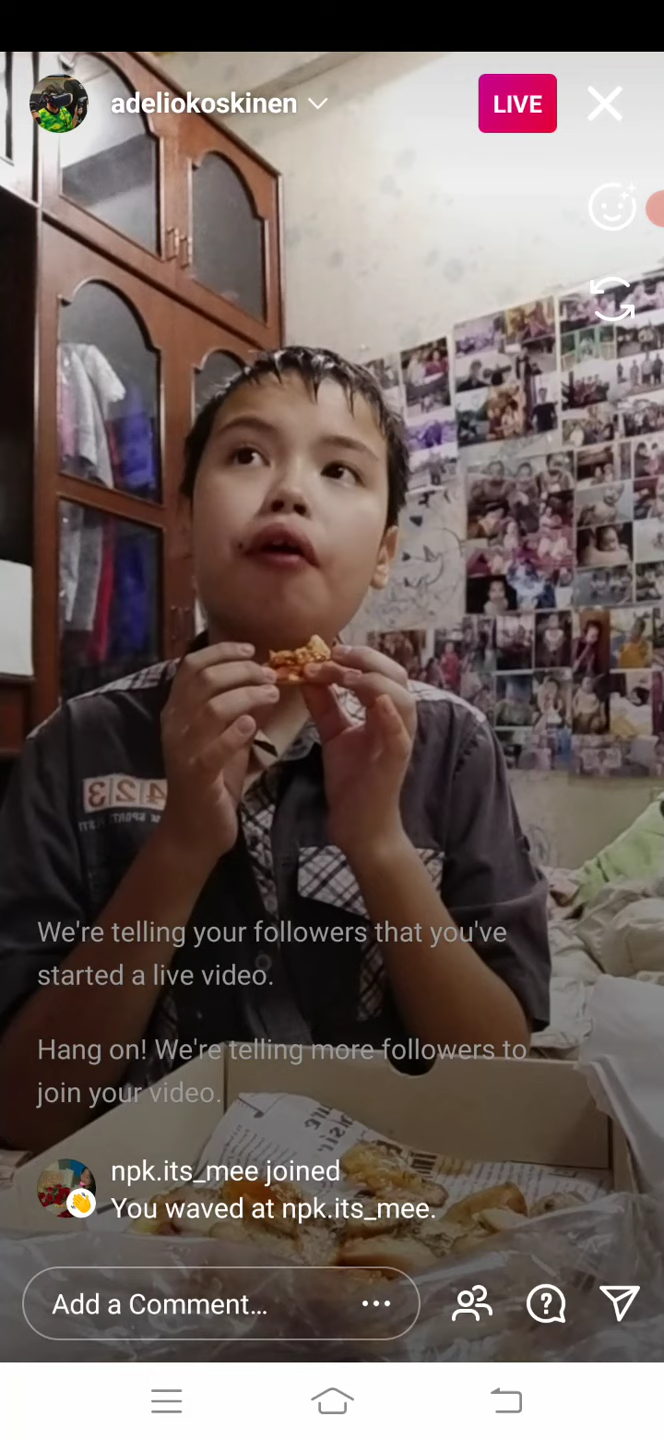 adeliokoskinen
LIVE
423
We're telling your followers that you've
started a live video.
Hang on! We're telling more followers to
join your video.
npk.its_mee joined
You waved at npk.its_mee.
Add a Comment...